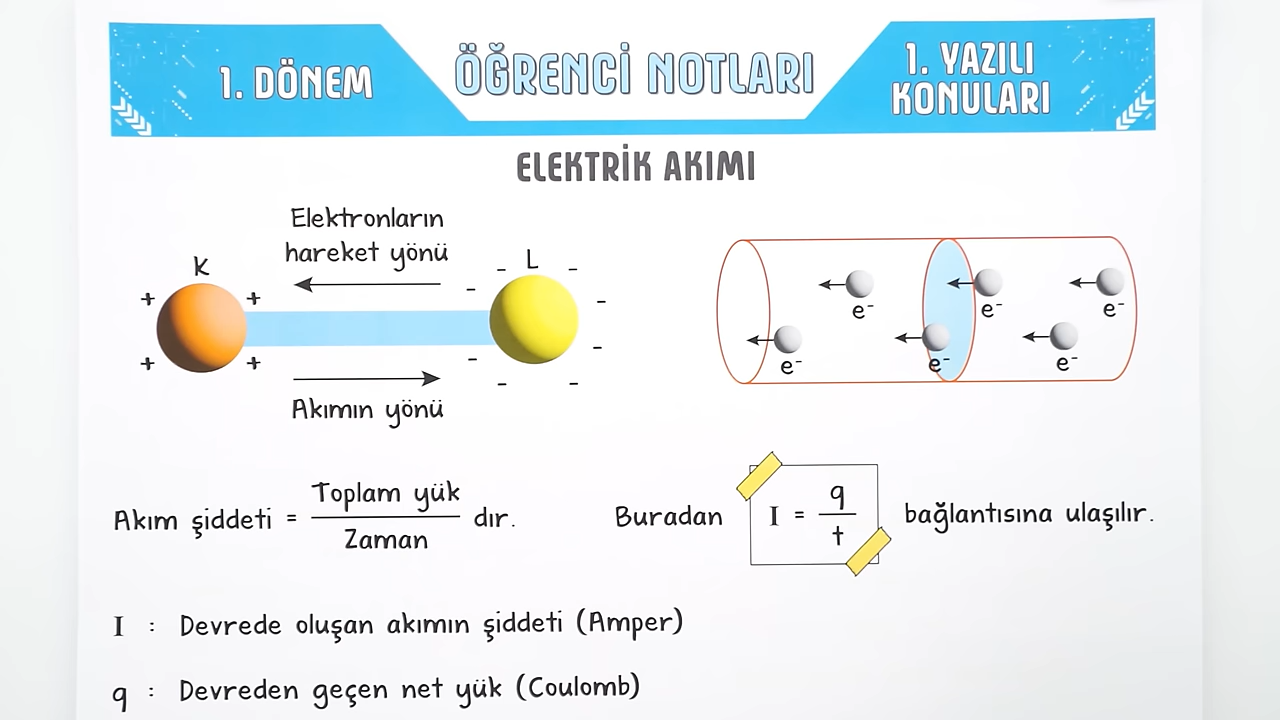 1. DÖNEM
ÖĞRENCİ NOTLARI
1. YAZILI
KONULARI
ELEKTRİK AKIMI
Elektronların
hareket yönü
K
L
+ +
+ +
- -
- -
- -
- -
Akımın yönü
e⁻ e⁻ e⁻
e⁻ e⁻ e⁻
Akım şiddeti = Toplam yük / Zaman dır.
Buradan I = q / t bağlantısına ulaşılır.
I : Devrede oluşan akımın şiddeti (Amper)
q : Devreden geçen net yük (Coulomb)